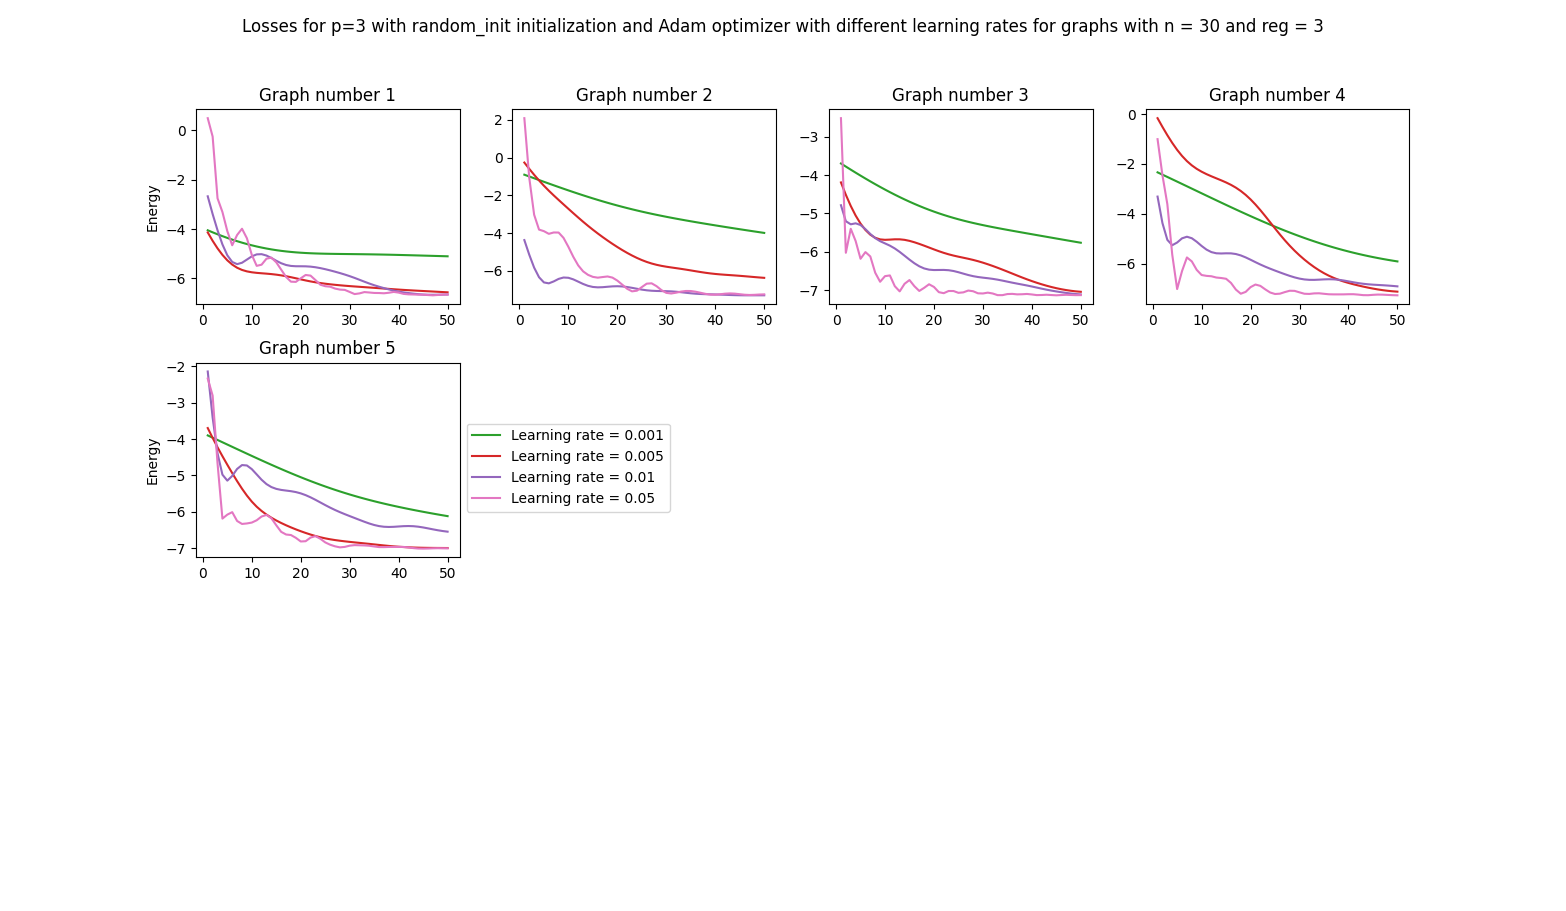 Losses for p=3 with random_init initialization and Adam optimizer with different learning rates for graphs with n = 30 and reg = 3
Graph number 1
Graph number 2
Graph number 3
Graph number 4
Energy
0
−2
−4
−6
0 10 20 30 40 50
2
0
−2
−4
−6
0 10 20 30 40 50
−3
−4
−5
−6
−7
0 10 20 30 40 50
0
−2
−4
−6
0 10 20 30 40 50
Graph number 5
Energy
−2
−3
−4
−5
−6
−7
0 10 20 30 40 50
Learning rate = 0.001
Learning rate = 0.005
Learning rate = 0.01
Learning rate = 0.05